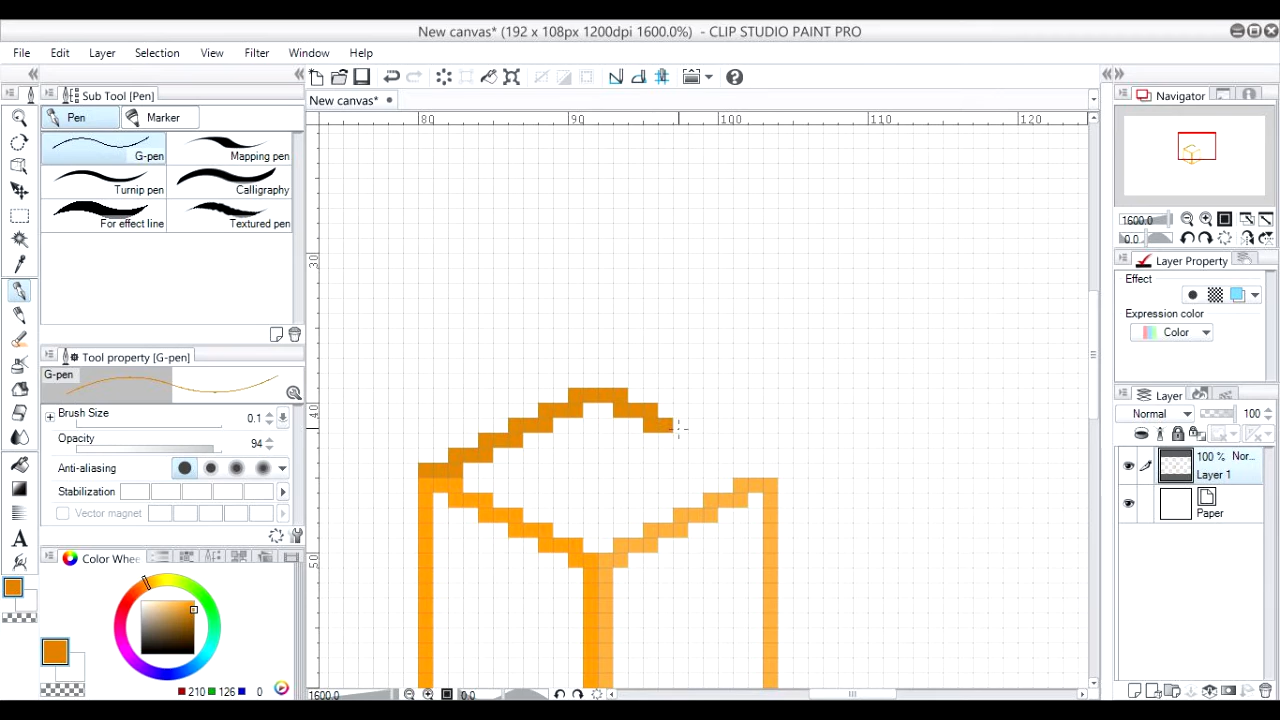 New canvas* (192 x 108px 1200dpi 1600.0%) - CLIP STUDIO PAINT PRO
File Edit Layer Selection View Filter Window Help
Sub Tool [Pen]
New canvas*
Navigator
Pen Marker
80 90 100 110 120
G-pen Mapping pen
Turnip pen Calligraphy
For effect line Textured pen
1600.0
0.0
30
Layer Property
Effect
Expression color
Color
Tool property [G-pen]
G-pen
Layer
Brush Size 0.1
40
Normal 100
Opacity 94
Anti-aliasing
100 % Nor...
Layer 1
Stabilization
Vector magnet
Paper
50
Color Whe
A
210 126 0
1600.0 0.0